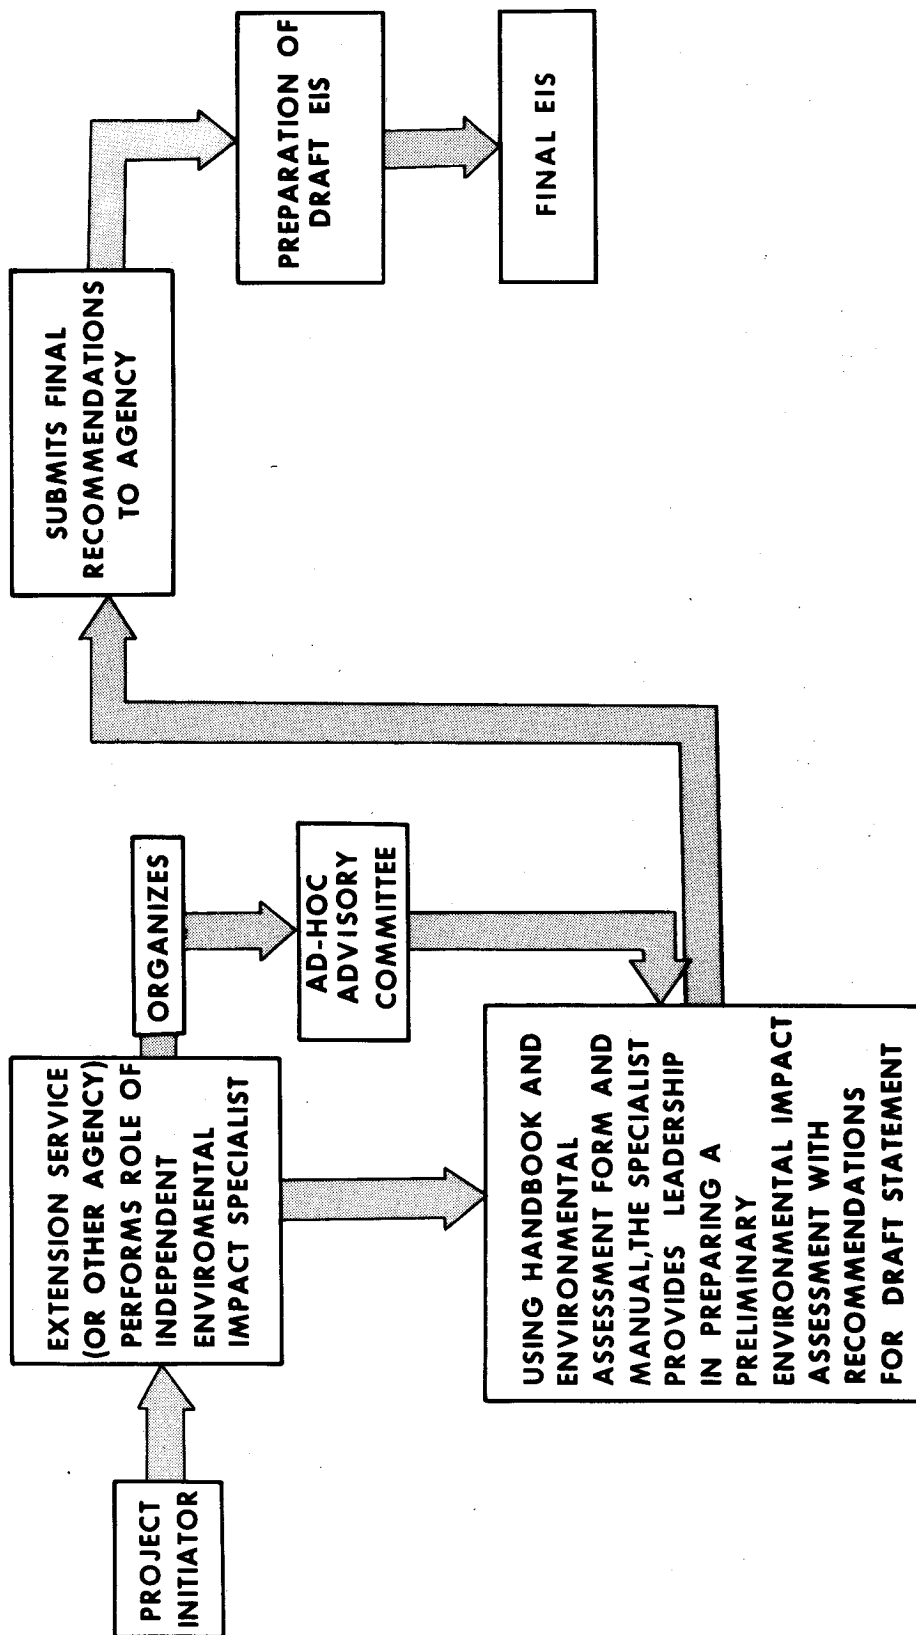 PROJECT
INITIATOR
EXTENSION SERVICE
(OR OTHER AGENCY)
PERFORMS ROLE OF
INDEPENDENT
ENVIROMENTAL
IMPACT SPECIALIST
ORGANIZES
AD-HOC
ADVISORY
COMMITTEE
USING HANDBOOK AND
ENVIRONMENTAL
ASSESSMENT FORM AND
MANUAL,THE SPECIALIST
PROVIDES LEADERSHIP
IN PREPARING A
PRELIMINARY
ENVIRONMENTAL IMPACT
ASSESSMENT WITH
RECOMMENDATIONS
FOR DRAFT STATEMENT
SUBMITS FINAL
RECOMMENDATIONS
TO AGENCY
PREPARATION OF
DRAFT EIS
FINAL EIS